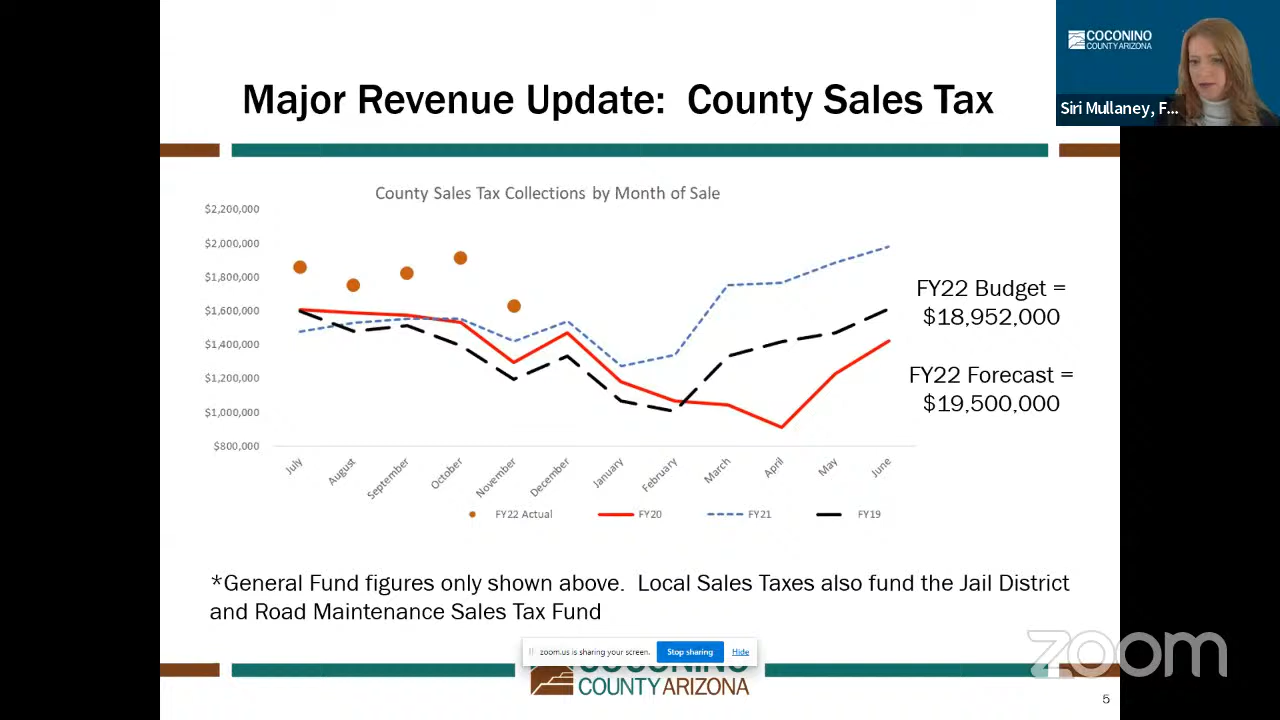 COCONINO
COUNTY ARIZONA
Siri Mullaney, F...
Major Revenue Update:  County Sales Tax
County Sales Tax Collections by Month of Sale
$2,200,000
$2,000,000
$1,800,000
$1,600,000
$1,400,000
$1,200,000
$1,000,000
$800,000
July
August
September
October
November
December
January
February
March
April
May
June
FY22 Actual
FY20
FY21
FY19
FY22 Budget =
$18,952,000
FY22 Forecast =
$19,500,000
*General Fund figures only shown above.  Local Sales Taxes also fund the Jail District
and Road Maintenance Sales Tax Fund
zoom.us is sharing your screen.
Stop sharing
Hide
zoom
COCONINO
COUNTY ARIZONA
5